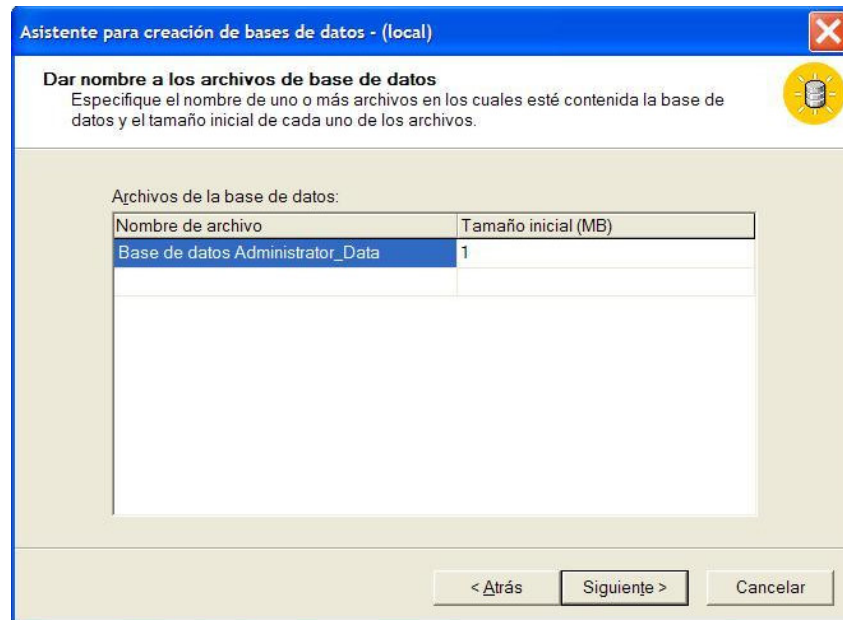 Asistente para creación de bases de datos - (local)
Dar nombre a los archivos de base de datos
Especifique el nombre de uno o más archivos en los cuales esté contenida la base de
datos y el tamaño inicial de cada uno de los archivos.
Archivos de la base de datos:
Nombre de archivo Tamaño inicial (MB)
Base de datos Administrator_Data 1
< Atrás Siguiente > Cancelar